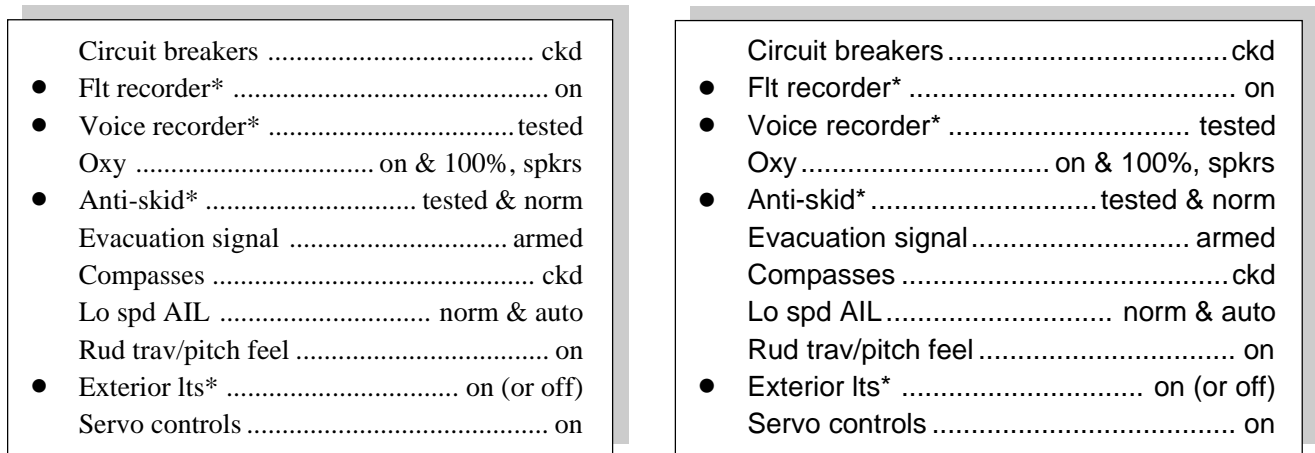 Circuit breakers ........................................ ckd
● Flt recorder* ............................................... on
● Voice recorder* .....................................tested
Oxy .................................... on & 100%, spkrs
● Anti-skid* ................................ tested & norm
Evacuation signal ................................. armed
Compasses ................................................ ckd
Lo spd AIL ................................ norm & auto
Rud trav/pitch feel ...................................... on
● Exterior lts* ................................. on (or off)
Servo controls ............................................. on
Circuit breakers....................................ckd
● Flt recorder* .......................................... on
● Voice recorder* ............................... tested
Oxy................................ on & 100%, spkrs
● Anti-skid*.............................tested & norm
Evacuation signal............................ armed
Compasses ..........................................ckd
Lo spd AIL............................. norm & auto
Rud trav/pitch feel................................. on
● Exterior lts* ............................... on (or off)
Servo controls ....................................... on